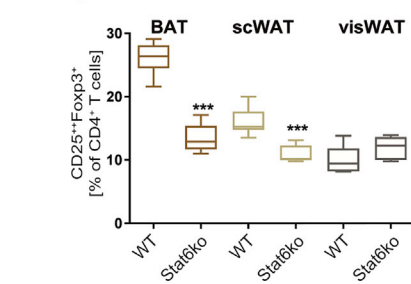 BAT scWAT visWAT
CD25⁺⁺Foxp3⁺
[% of CD4⁺ T cells]
30
20
10
0
***
***
WT Stat6ko WT Stat6ko WT Stat6ko